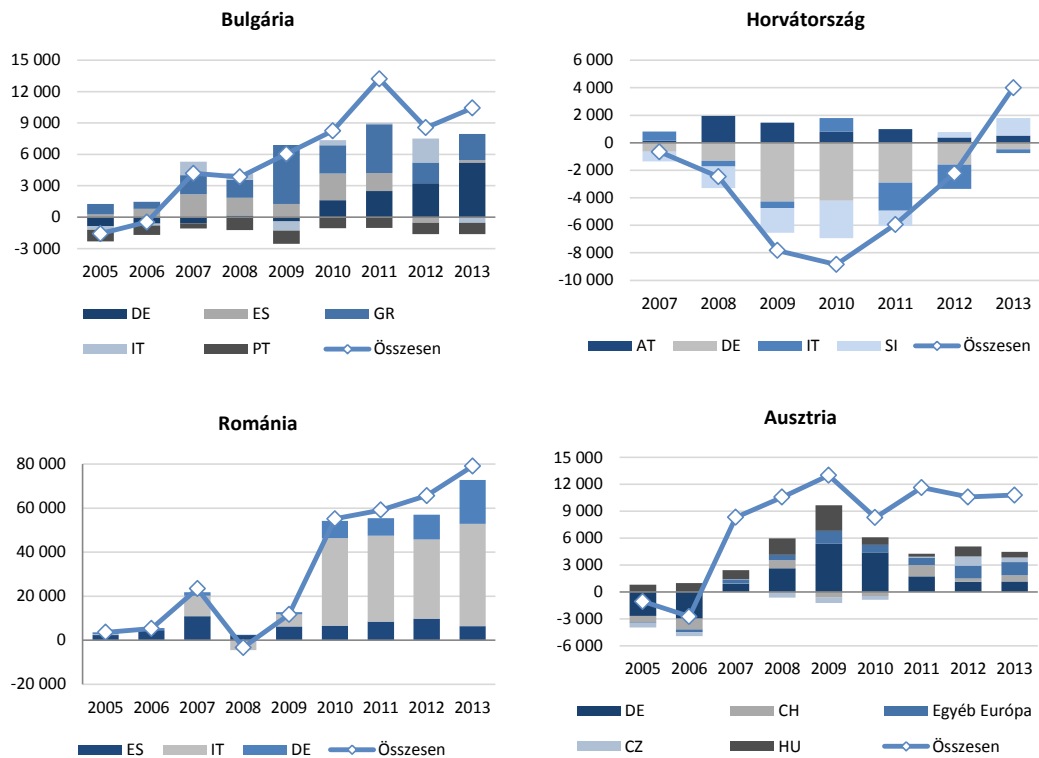 Bulgária
15 000
12 000
9 000
6 000
3 000
0
-3 000
2005 2006 2007 2008 2009 2010 2011 2012 2013
DE ES GR
IT PT Összesen
Horvátország
6 000
4 000
2 000
0
-2 000
-4 000
-6 000
-8 000
-10 000
2007 2008 2009 2010 2011 2012 2013
AT DE IT SI Összesen
Románia
80 000
60 000
40 000
20 000
0
-20 000
2005 2006 2007 2008 2009 2010 2011 2012 2013
ES IT DE Összesen
Ausztria
15 000
12 000
9 000
6 000
3 000
0
-3 000
-6 000
2005 2006 2007 2008 2009 2010 2011 2012 2013
DE CH Egyéb Európa
CZ HU Összesen